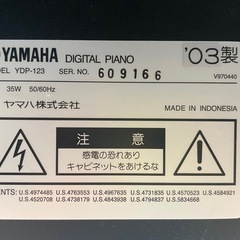 YAMAHA DIGITAL PIANO '03製
DEL YDP-123 SER. NO. 609166
V970440
35W 50/60Hz
ヤマハ株式会社 MADE IN INDONESIA
注意
感電の恐れあり
キャビネットをあけるな
ENTS: U.S.4974485 U.S.4763553 U.S.4967635 U.S.4731835 U.S.4570523 U.S.4584921
U.S.4520708 U.S.4738179 U.S.4843938 U.S.4794837 U.S.5834668